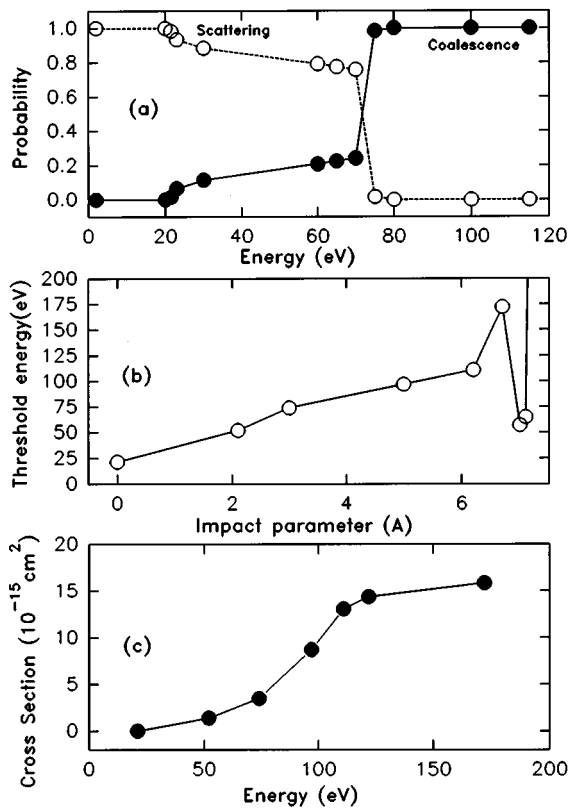 Scattering
Coalescence
(a)
Probability
1.0
0.8
0.6
0.4
0.2
0.0
0 20 40 60 80 100 120
Energy (eV)
(b)
Threshold energy(eV)
200
175
150
125
100
75
50
25
0
0 2 4 6
Impact parameter (A)
(c)
Cross Section (10⁻¹⁵cm²)
20
15
10
5
0
0 50 100 150 200
Energy (eV)